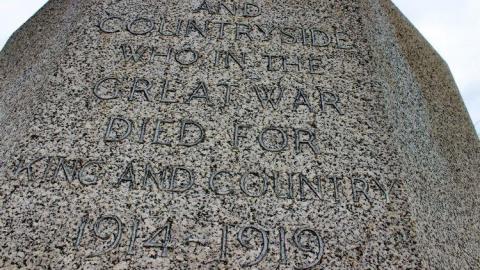 AND
COUNTRYSIDE
WHO IN THE
GREAT WAR
DIED FOR
KING AND COUNTRY
1914-1919